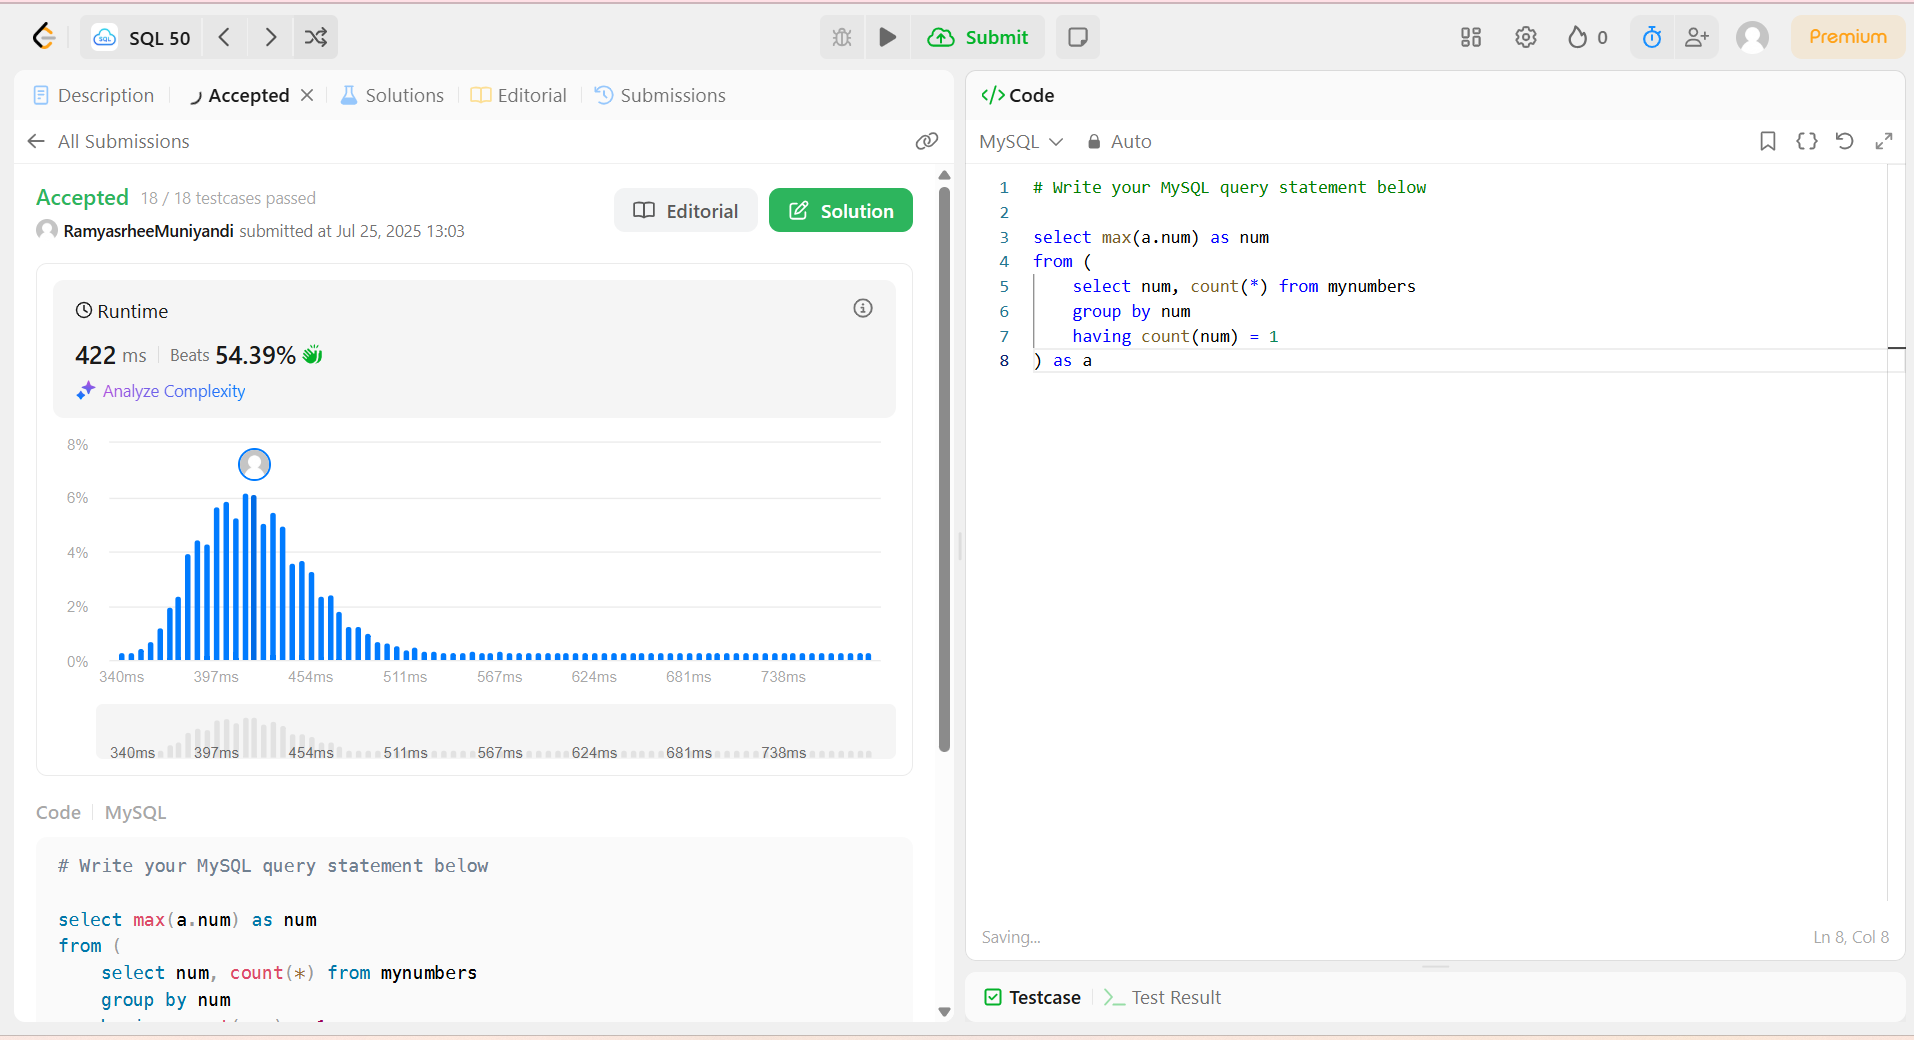 SQL 50
Submit
0
Premium
Description
Accepted
Solutions
Editorial
Submissions
All Submissions
Accepted 18 / 18 testcases passed
RamyasrheeMuniyandi submitted at Jul 25, 2025 13:03
Editorial
Solution
Runtime
422 ms
Beats 54.39%
Analyze Complexity
8%
6%
4%
2%
0%
340ms 397ms 454ms 511ms 567ms 624ms 681ms 738ms
340ms 397ms 454ms 511ms 567ms 624ms 681ms 738ms
Code MySQL
# Write your MySQL query statement below
select max(a.num) as num
from (
select num, count(*) from mynumbers
group by num
</> Code
MySQL
Auto
1 # Write your MySQL query statement below
2
3 select max(a.num) as num
4 from (
5 select num, count(*) from mynumbers
6 group by num
7 having count(num) = 1
8 ) as a
Saving...
Ln 8, Col 8
Testcase
Test Result